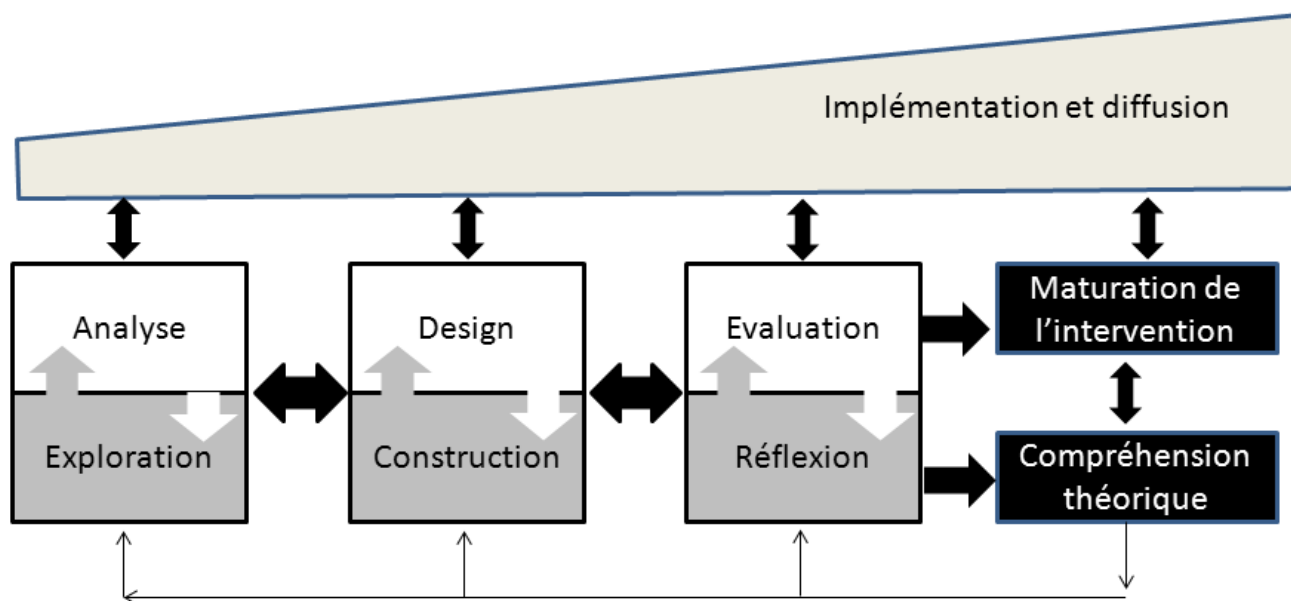 Implémentation et diffusion
Analyse
Design
Evaluation
Maturation de
l'intervention
Exploration
Construction
Réflexion
Compréhension
théorique